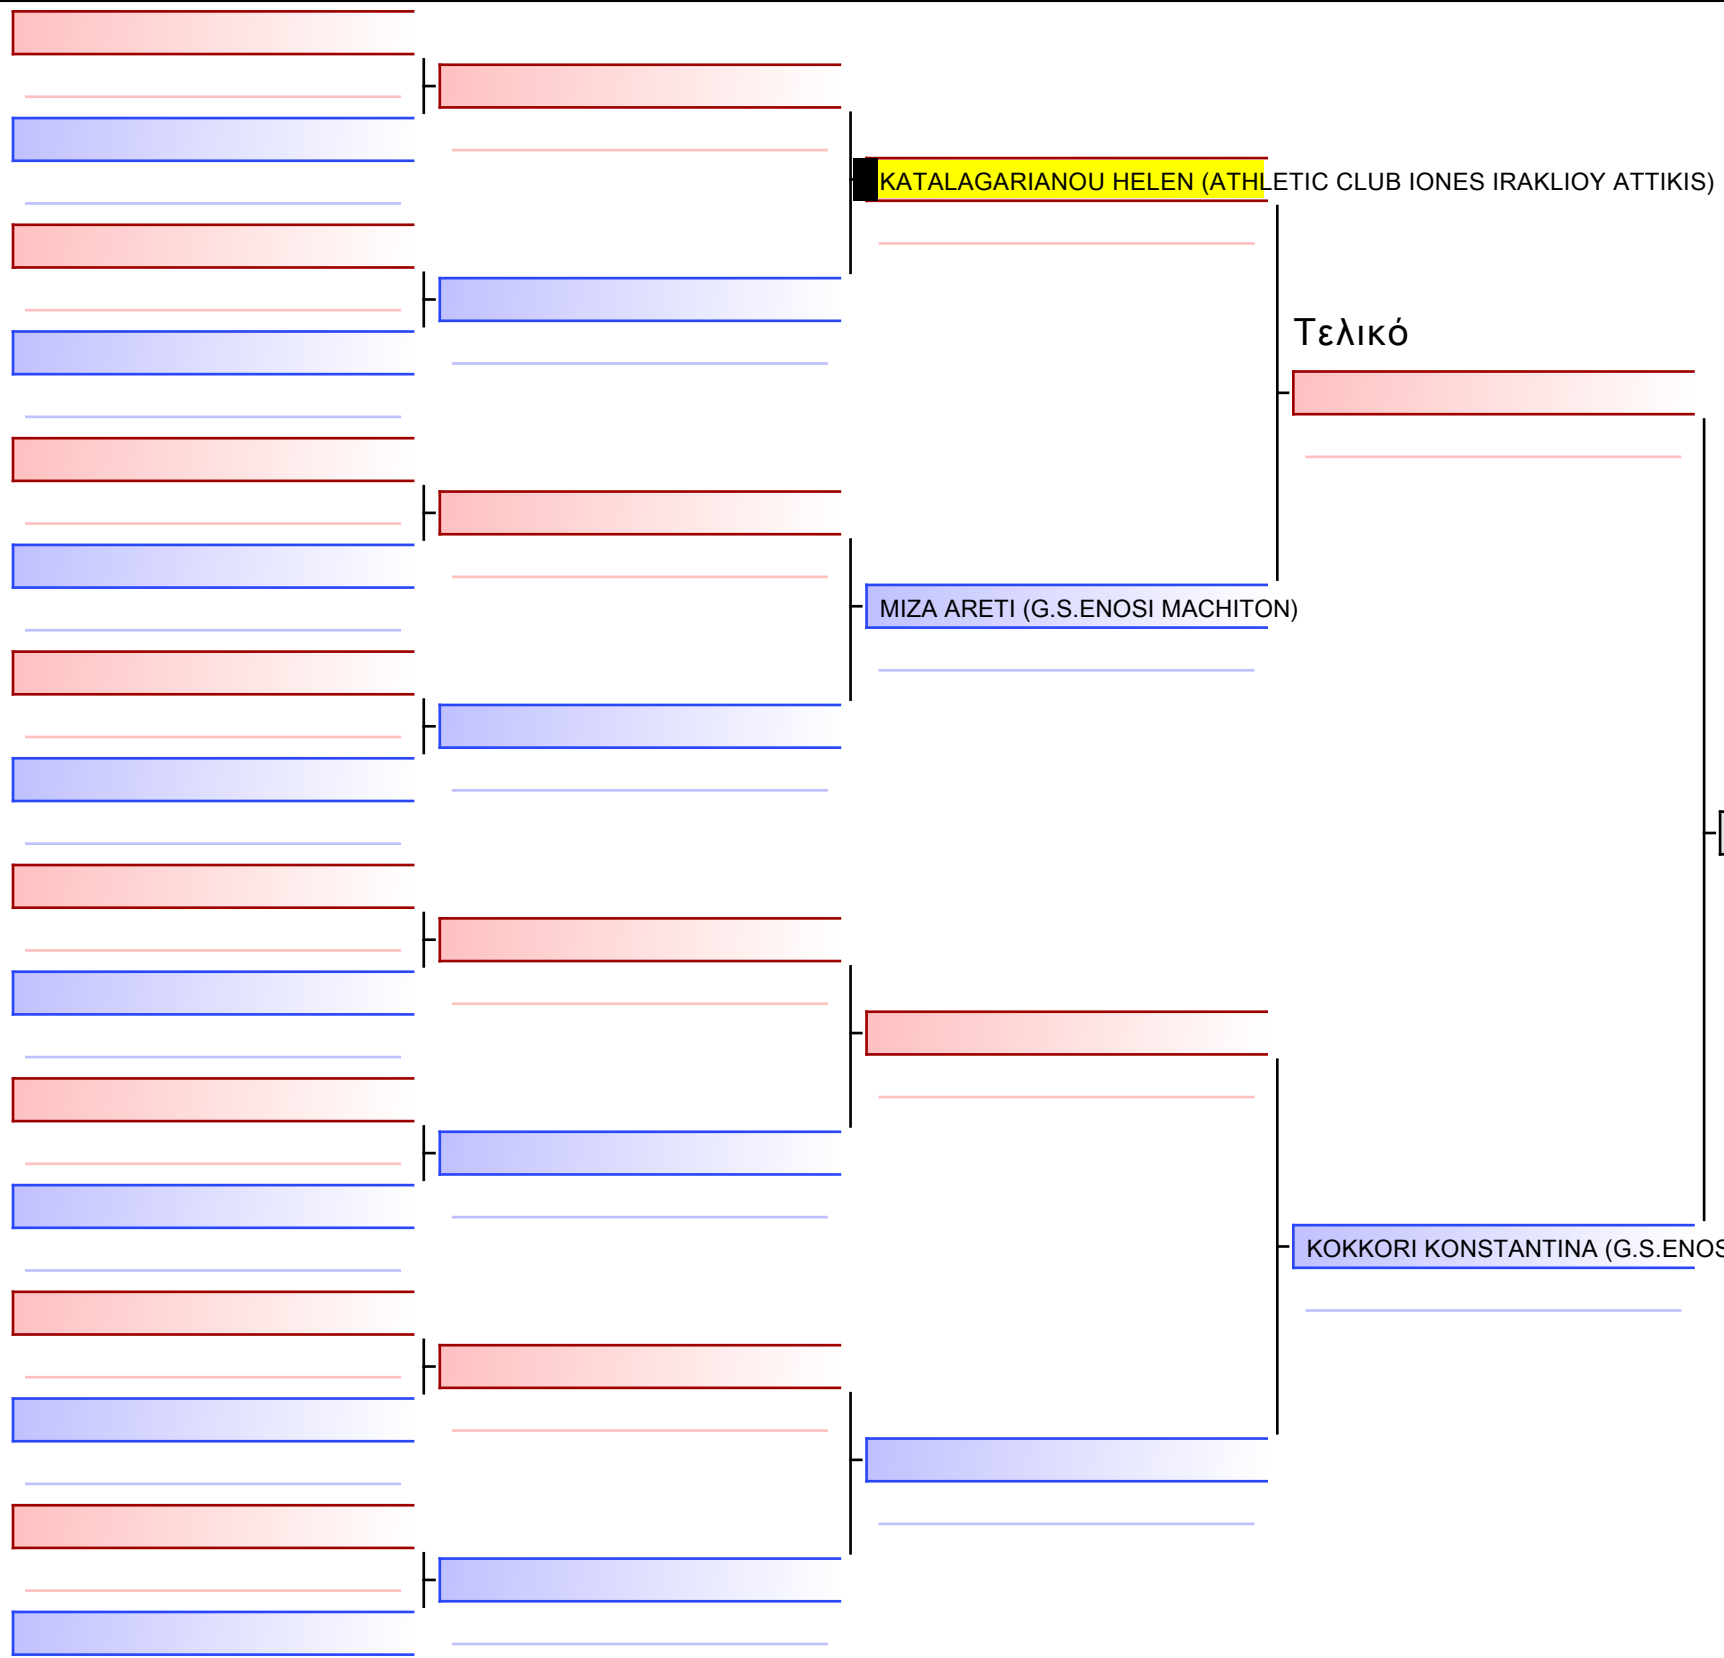 KATALAGARIANOU HELEN (ATHLETIC CLUB IONES IRAKLIOY ATTIKIS)
Τελικό
MIZA ARETI (G.S.ENOSI MACHITON)
KOKKORI KONSTANTINA (G.S.ENOS